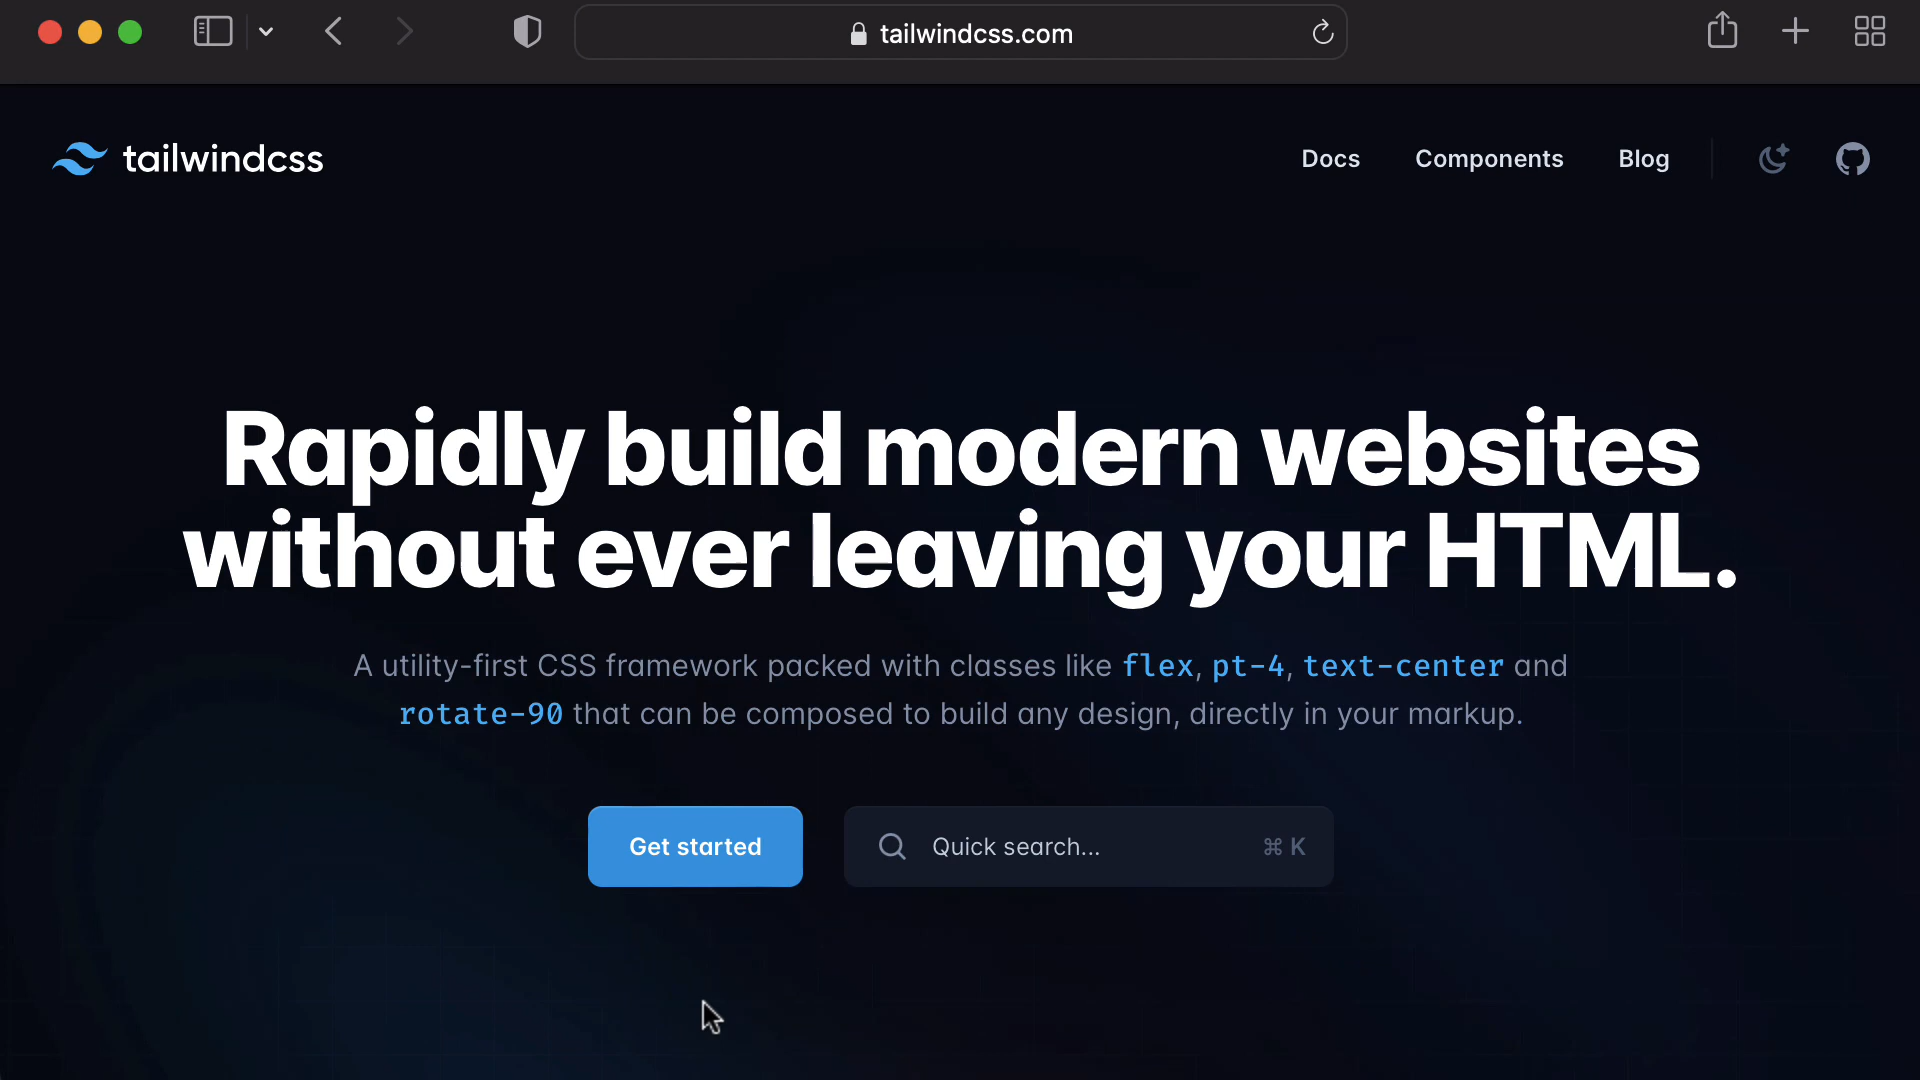 tailwindcss.com
tailwindcss
Docs Components Blog
Rapidly build modern websites
without ever leaving your HTML.
A utility-first CSS framework packed with classes like flex, pt-4, text-center and
rotate-90 that can be composed to build any design, directly in your markup.
Get started
Quick search... ⌘ K